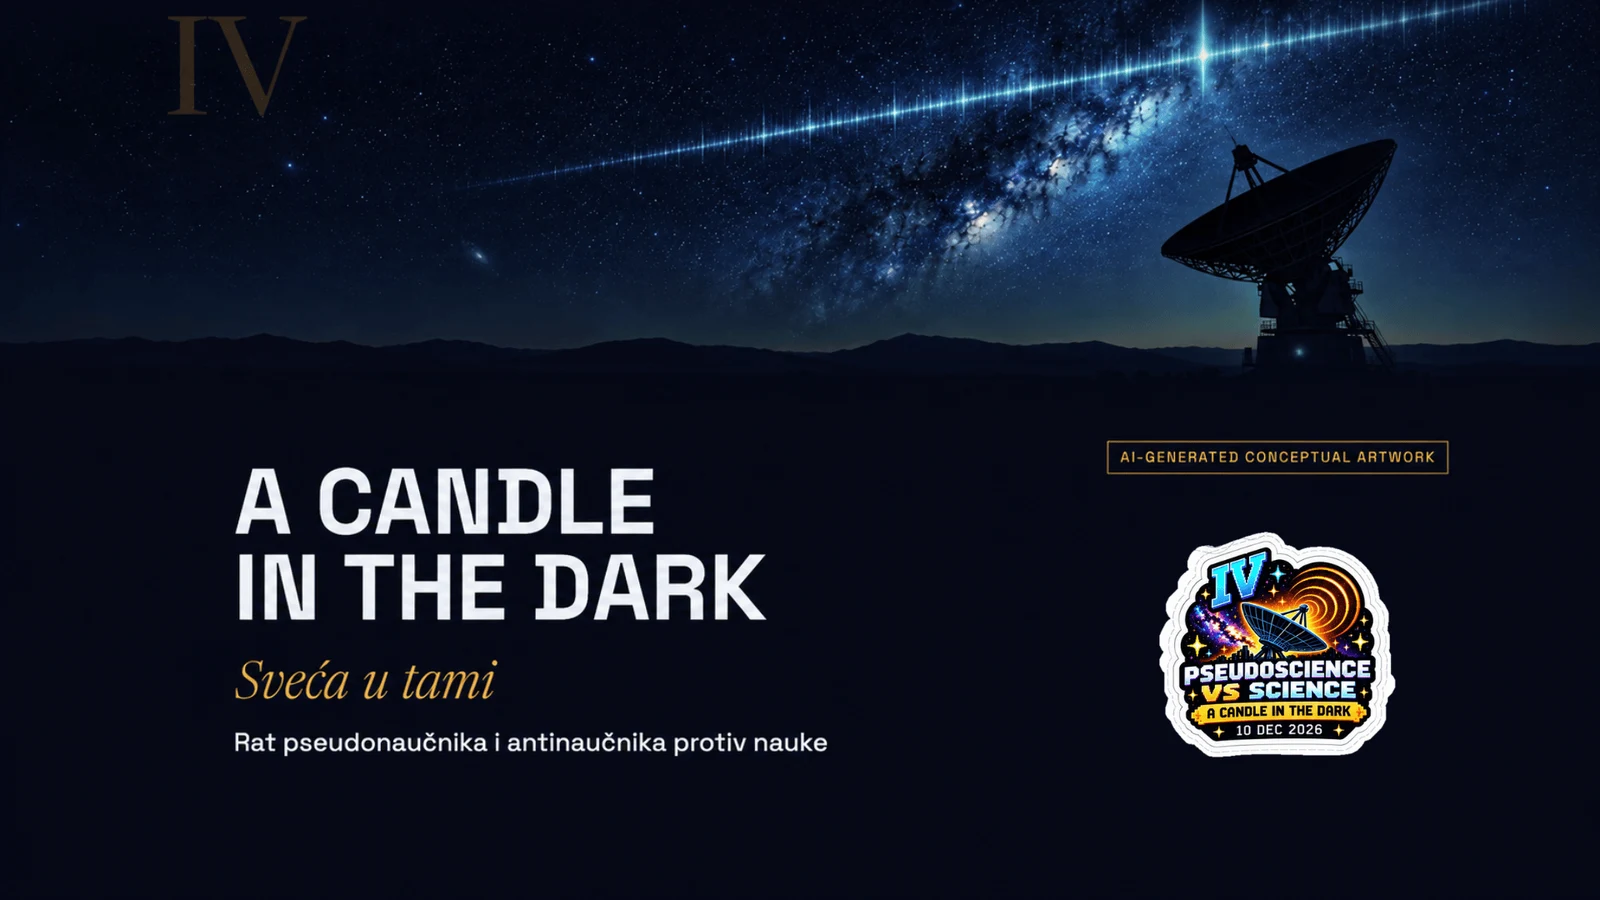 IV
A CANDLE
IN THE DARK
Sveća u tami
Rat pseudonaučnika i antinaučnika protiv nauke
AI-GENERATED CONCEPTUAL ARTWORK
IV
PSEUDOSCIENCE
VS SCIENCE
A CANDLE IN THE DARK
10 DEC 2026